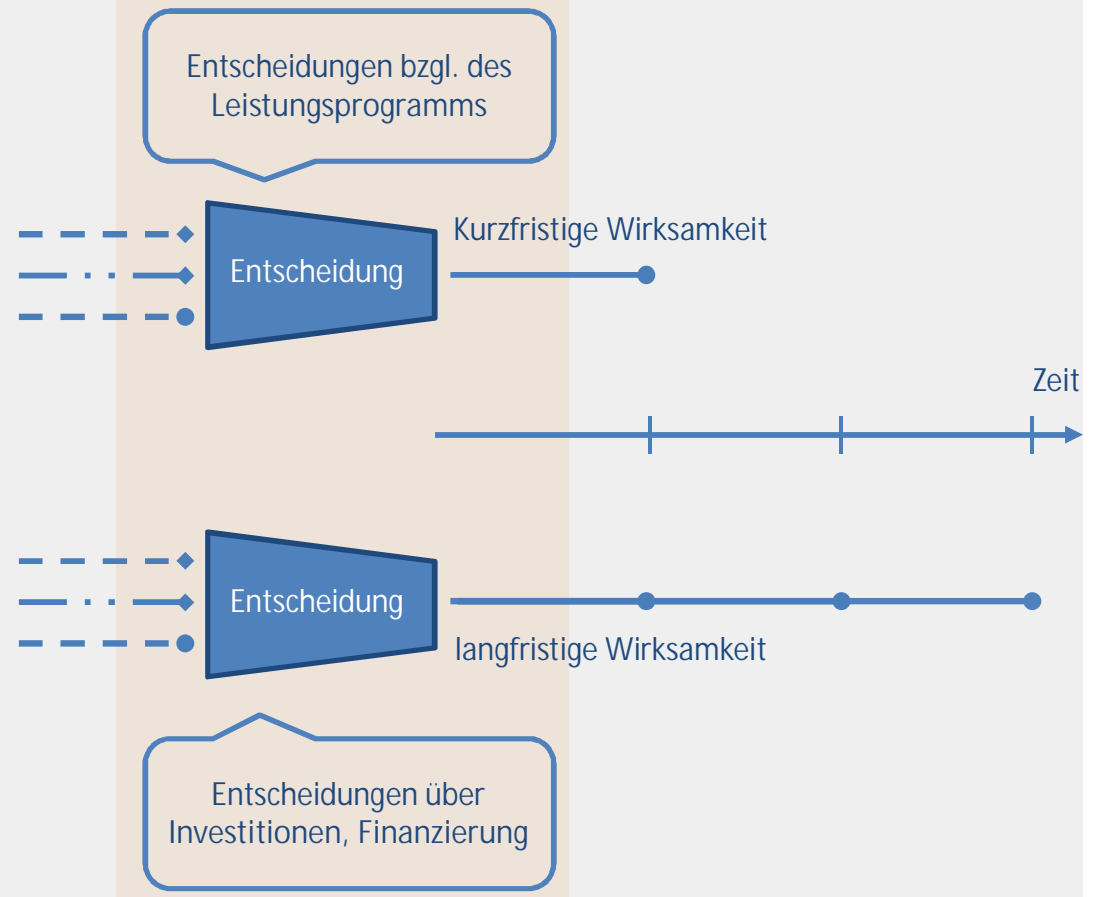 Entscheidungen bzgl. des
Leistungsprogramms
Kurzfristige Wirksamkeit
Entscheidung
Zeit
Entscheidung
langfristige Wirksamkeit
Entscheidungen über
Investitionen, Finanzierung